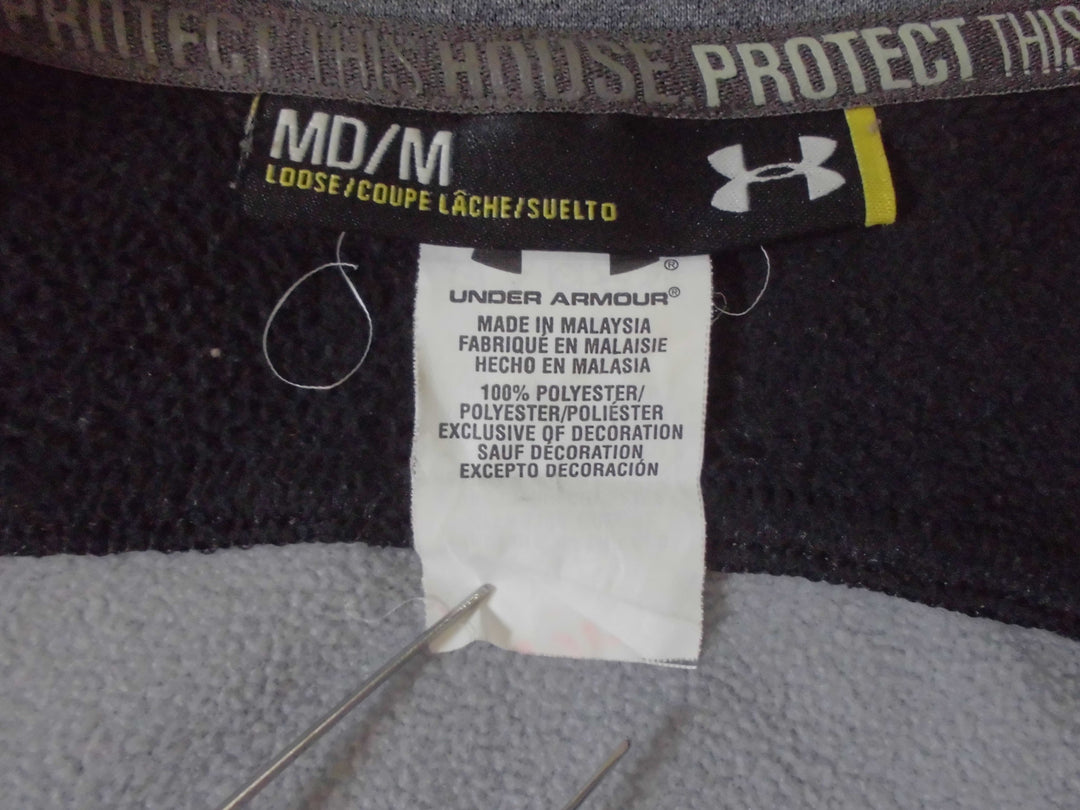 PROTECT THIS HOUSE. PROTECT THIS
MD/M
LOOSE/COUPE LÂCHE/SUELTO
®
UNDER ARMOUR®
MADE IN MALAYSIA
FABRIQUÉ EN MALAISIE
HECHO EN MALASIA
100% POLYESTER/
POLYESTER/POLIÉSTER
EXCLUSIVE OF DECORATION
SAUF DÉCORATION
EXCEPTO DECORACIÓN